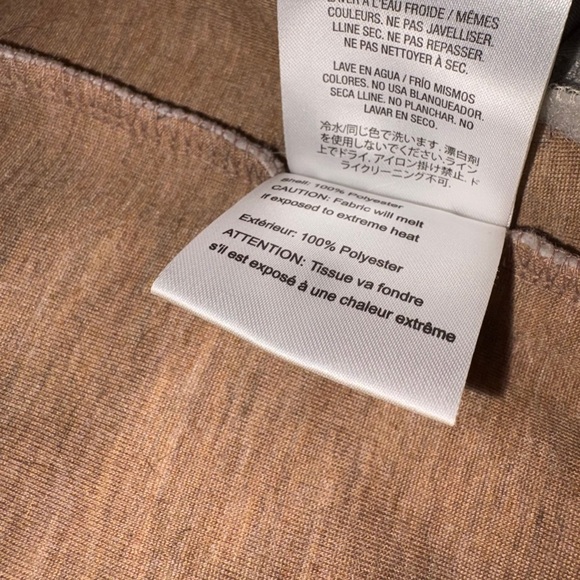 LAVER À L'EAU FROIDE / MÊMES
COULEURS. NE PAS JAVELLISER.
LLINE SEC. NE PAS REPASSER.
NE PAS NETTOYER À SEC.
LAVE EN AGUA / FRÍO MISMOS
COLORES. NO USA BLANQUEADOR.
SECA LLINE. NO PLANCHAR. NO
LAVAR EN SECO.
冷水/同じ色で洗います. 漂白剤
を使用しないでください. ライン
上でドライ. アイロン掛け禁止. ド
ライクリーニング不可.
Shell: 100% Polyester
CAUTION: Fabric will melt
if exposed to extreme heat
Extérieur: 100% Polyester
ATTENTION: Tissue va fondre
s'il est exposé à une chaleur extrême